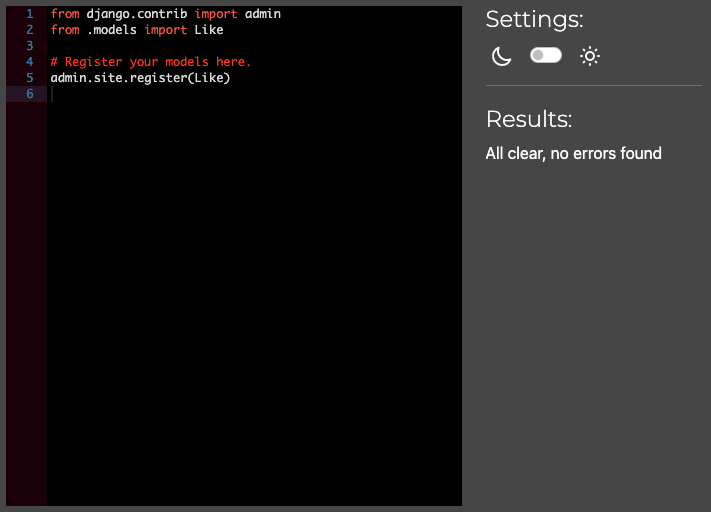 1 from django.contrib import admin
2 from .models import Like
3
4 # Register your models here.
5 admin.site.register(Like)
6
Settings:
Results:
All clear, no errors found